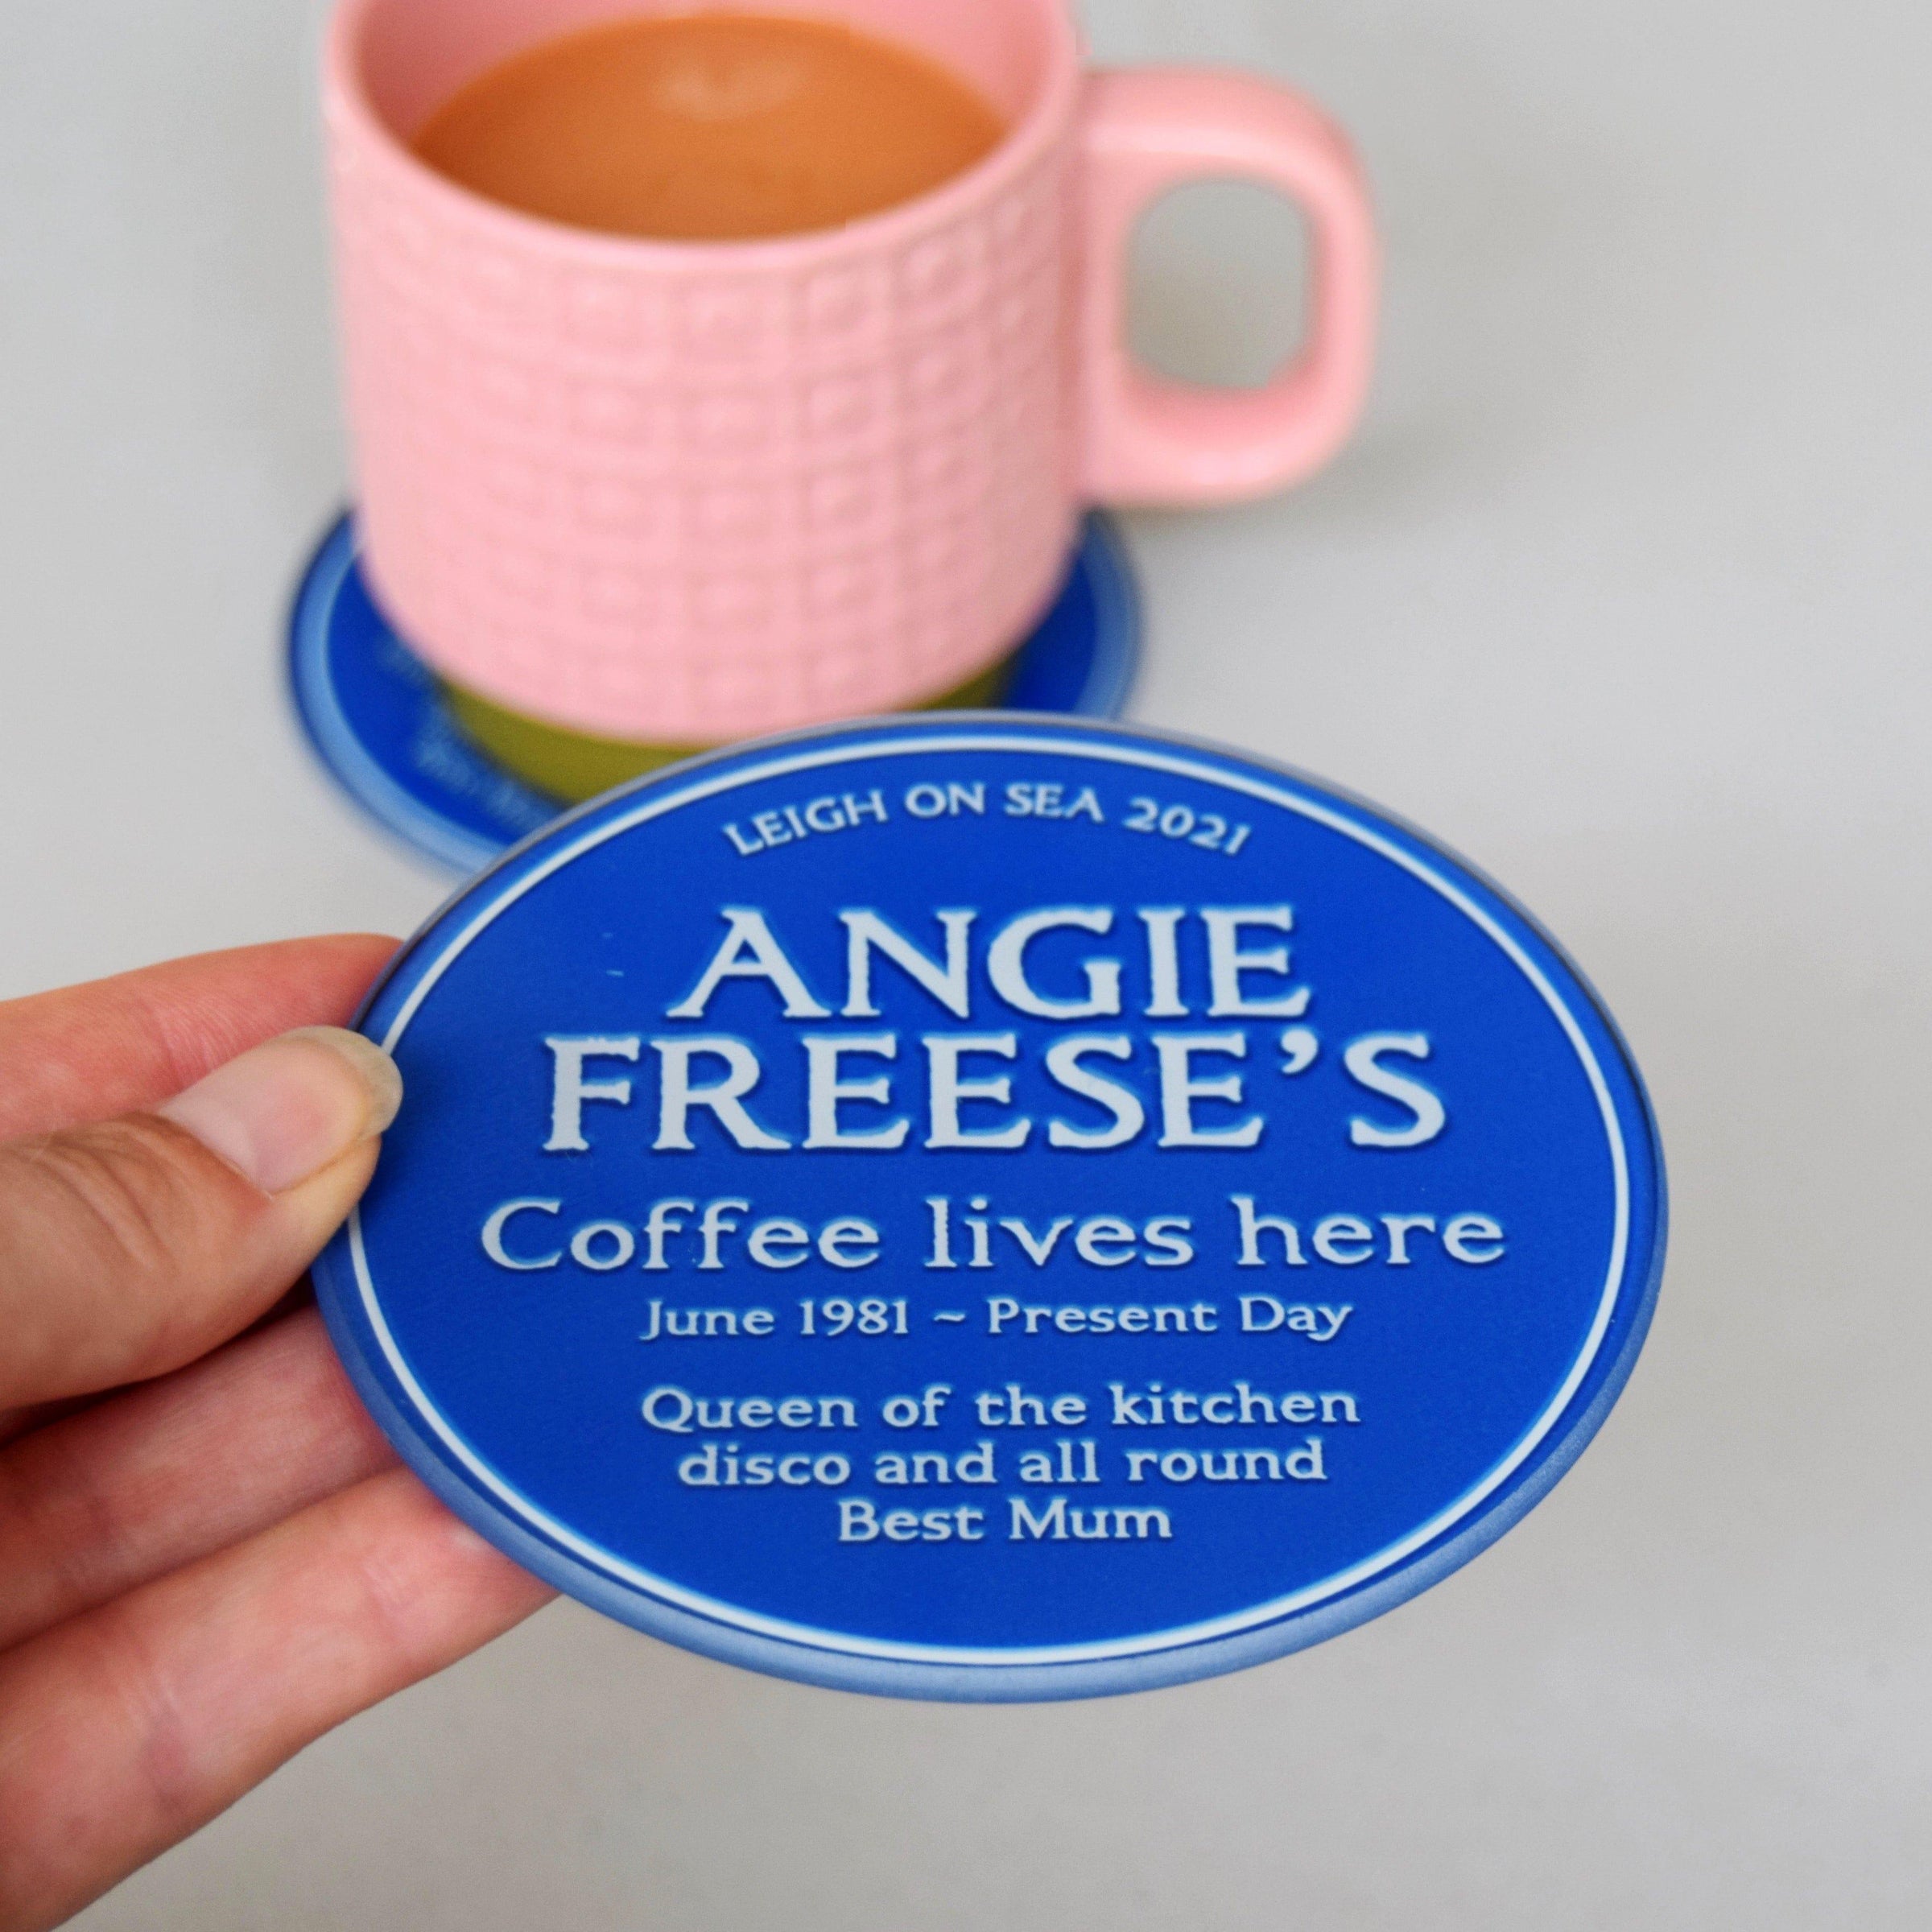 LEIGH ON SEA 2021
ANGIE
FREESE'S
Coffee lives here
June 1981 ~ Present Day
Queen of the kitchen
disco and all round
Best Mum